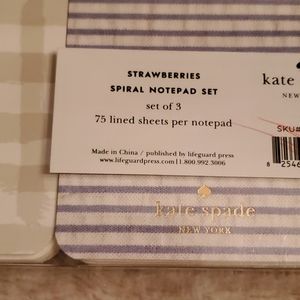 STRAWBERRIES
SPIRAL NOTEPAD SET
set of 3
75 lined sheets per notepad
Made in China / published by lifeguard press
www.lifeguardpress.com | 1.800.992.3006
kate
NEW
SKU#
8 2546
kate spade
NEW YORK